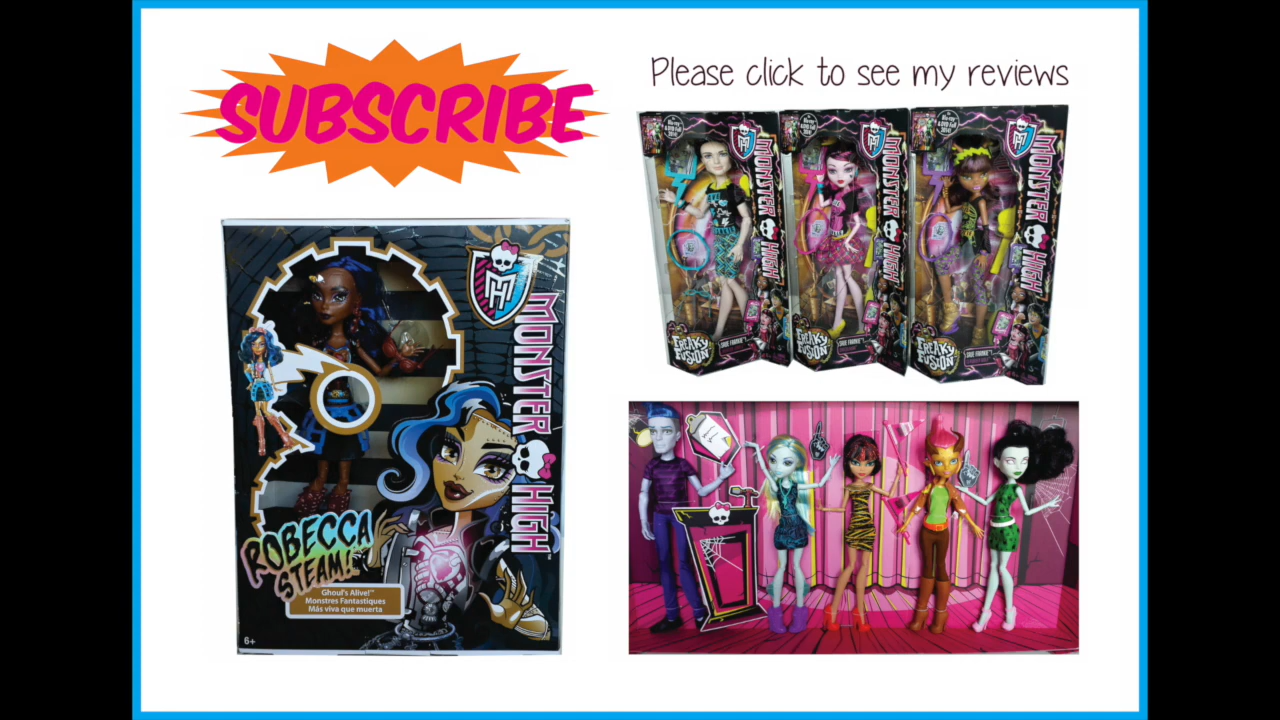 SUBSCRIBE
Please click to see my reviews
MONSTER HIGH
FREAKY FUSION
MONSTER HIGH
FREAKY FUSION
MONSTER HIGH
FREAKY FUSION
MONSTER HIGH
ROBECCA
STEAM!
Ghoul's Alive!™
Monstres Fantastiques
Más viva que muerta
6+